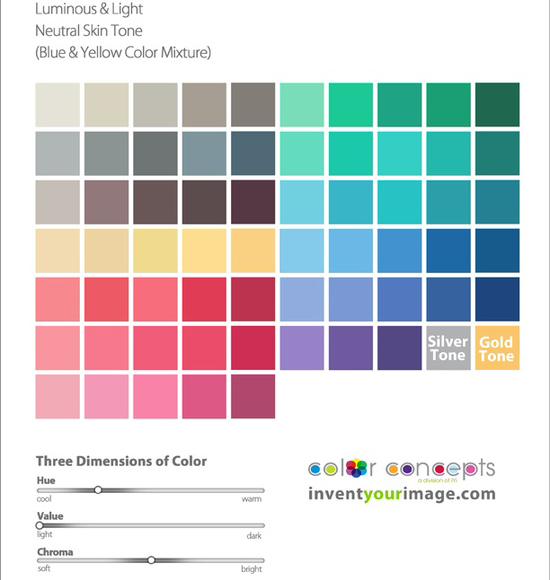 Luminous & Light
Neutral Skin Tone
(Blue & Yellow Color Mixture)
Silver
Tone
Gold
Tone
Three Dimensions of Color
Hue
cool warm
Value
light dark
Chroma
soft bright
color concepts
a division of iYi
inventyourimage.com